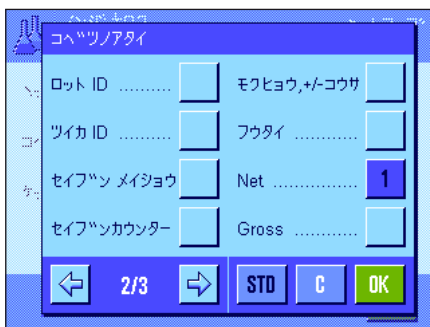 コベツノアタイ
ロット ID ..........
モクヒョウ,+/-コウサ
ツイカ ID ..........
フウタイ ..............
セイブン メイショウ
Net ...............
1
セイブンカウンター
Gross ............
2/3
STD
C
OK